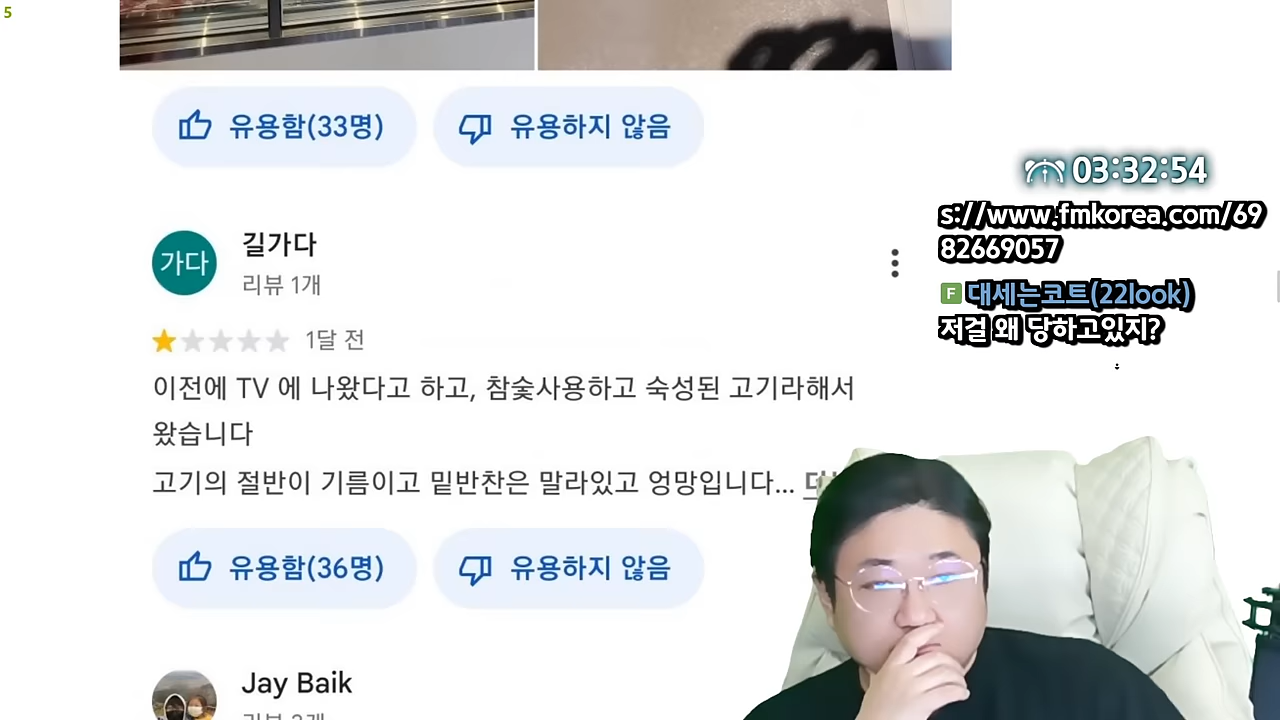 5
유용함(33명)
유용하지 않음
가다
길가다
리뷰 1개
1달 전
이전에 TV 에 나왔다고 하고, 참숯사용하고 숙성된 고기라해서
왔습니다
고기의 절반이 기름이고 밑반찬은 말라있고 엉망입니다...
유용함(36명)
유용하지 않음
Jay Baik
03:32:54
s://www.fmkorea.com/69
82669057
F 대세는코트(22look)
저걸 왜 당하고있지?
: